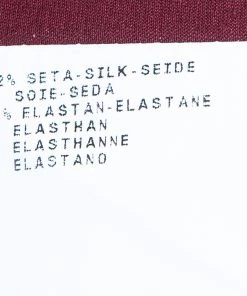 2% SETA-SILK-SEIDE
SOIE-SEDA
% ELASTAN-ELASTANE
ELASTHAN
ELASTHANNE
ELASTANO